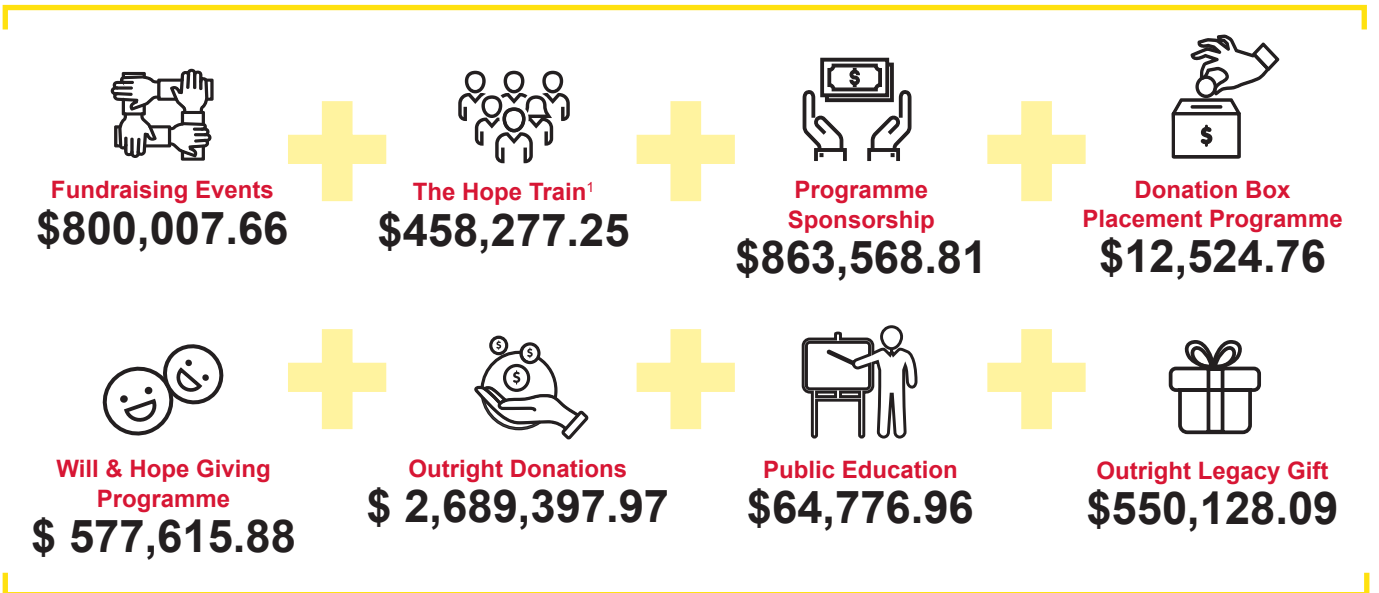 Fundraising Events
$800,007.66
The Hope Train¹
$458,277.25
$
Programme
Sponsorship
$863,568.81
$
Donation Box
Placement Programme
$12,524.76
Will & Hope Giving
Programme
$ 577,615.88
$
$
$
Outright Donations
$ 2,689,397.97
Public Education
$64,776.96
Outright Legacy Gift
$550,128.09